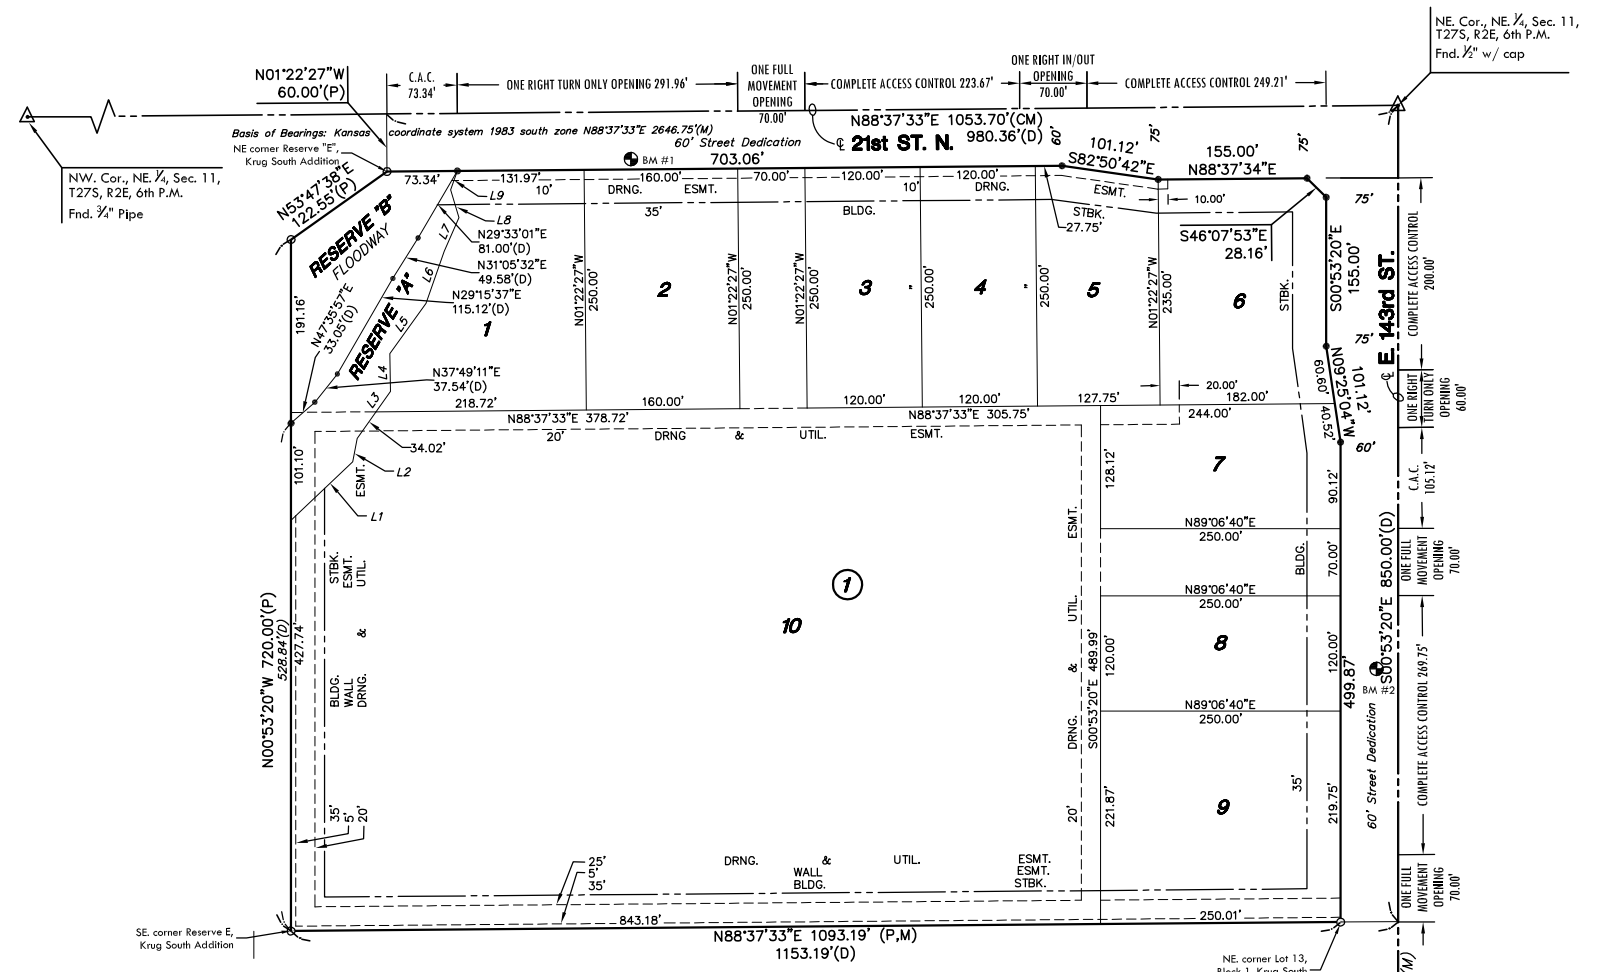 NE. Cor., NE. ¼, Sec. 11,
T27S, R2E, 6th P.M.
Fnd. ½" w/ cap
N01°22'27"W
60.00'(P)
C.A.C.
73.34'
ONE RIGHT TURN ONLY OPENING 291.96'
ONE FULL
MOVEMENT
OPENING
70.00'
COMPLETE ACCESS CONTROL 223.67'
ONE RIGHT IN/OUT
OPENING
70.00'
COMPLETE ACCESS CONTROL 249.21'
Basis of Bearings: Kansas coordinate system 1983 south zone N88°37'33"E 2646.75'(M)
N88°37'33"E 1053.70'(CM)
980.36'(D)
℄ 21st ST. N.
60' Street Dedication
60'
75'
75'
NE corner Reserve "E",
Krug South Addition
NW. Cor., NE. ¼, Sec. 11,
T27S, R2E, 6th P.M.
Fnd. ¾" Pipe
BM #1
703.06'
101.12'
S82°50'42"E
155.00'
N88°37'34"E
73.34'
131.97'
160.00'
70.00'
120.00'
120.00'
10'
DRNG.
ESMT.
10'
DRNG.
ESMT.
10.00'
75'
L9
L8
L7
35'
BLDG.
STBK.
27.75'
N53°47'38"E
122.55'(P)
RESERVE "B"
FLOODWAY
N29°33'01"E
81.00'(D)
N31°05'32"E
49.58'(D)
N29°15'37"E
115.12'(D)
L6
L5
L4
L3
RESERVE "A"
N47°35'57"E
33.05'(D)
191.16'
N37°49'11"E
37.54'(D)
1
N01°22'27"W
250.00'
2
N01°22'27"W
250.00'
N01°22'27"W
250.00'
3
"
250.00'
4
"
250.00'
5
N01°22'27"W
235.00'
6
STBK.
S46°07'53"E
28.16'
S00°53'20"E
155.00'
℄ E. 143rd ST.
COMPLETE ACCESS CONTROL
200.00'
75'
N09°25'04"W
101.12'
60.60'
40.52'
ONE RIGHT
TURN ONLY
OPENING
60.00'
60'
218.72'
160.00'
120.00'
120.00'
127.75'
20.00'
182.00'
N88°37'33"E 378.72'
N88°37'33"E 305.75'
244.00'
20'
DRNG
&
UTIL.
ESMT.
34.02'
L2
L1
101.10'
ESMT.
STBK.
ESMT.
UTIL.
&
BLDG.
WALL
DRNG.
35'
5'
20'
N00°53'20"W 720.00'(P)
528.84'(D)
427.74'
1
10
ESMT.
UTIL.
&
DRNG.
20'
S00°53'20"E 489.99'
7
128.12'
90.12'
N89°06'40"E
250.00'
70.00'
BLDG.
N89°06'40"E
250.00'
8
120.00'
120.00'
N89°06'40"E
250.00'
9
221.87'
35'
219.75'
499.87'
BM #2
60' Street Dedication
S00°53'20"E 850.00'(D)
C.A.C.
105.12'
ONE FULL
MOVEMENT
OPENING
70.00'
COMPLETE ACCESS CONTROL 269.75'
ONE FULL
MOVEMENT
OPENING
70.00'
25'
5'
35'
DRNG.
&
UTIL.
ESMT.
WALL
ESMT.
BLDG.
STBK.
843.18'
250.01'
N88°37'33"E 1093.19' (P,M)
1153.19'(D)
SE. corner Reserve E,
Krug South Addition
NE. corner Lot 13,
Block 1, Krug South
(M)